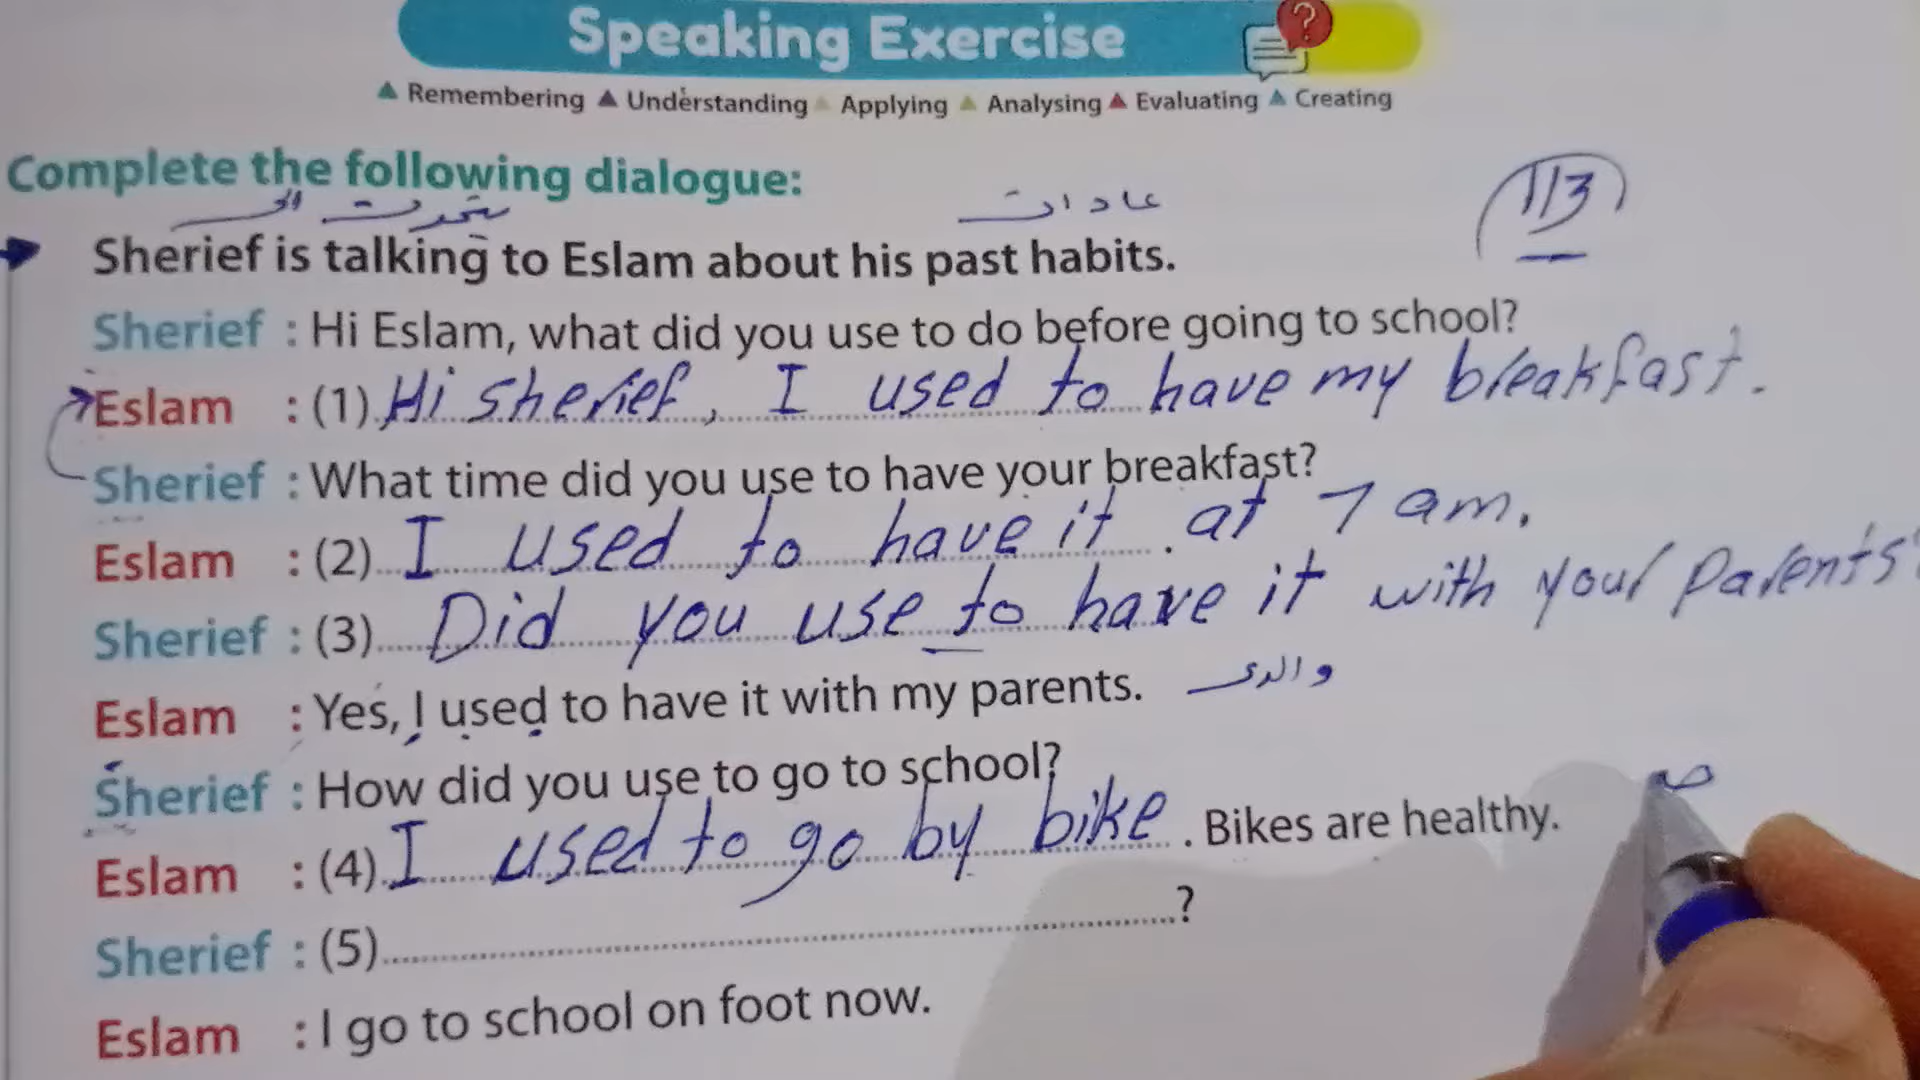 Speaking Exercise ?
Remembering Understanding Applying Analysing Evaluating Creating
Complete the following dialogue:
113
عادات
Sherief is talking to Eslam about his past habits.
Sherief : Hi Eslam, what did you use to do before going to school?
Eslam : (1) Hi Sherief, I used to have my breakfast.
Sherief : What time did you use to have your breakfast?
Eslam : (2) I used to have it at 7 am.
Sherief : (3) Did you use to have it with your parents?
Eslam : Yes, I used to have it with my parents. والدى
Sherief : How did you use to go to school?
Eslam : (4) I used to go by bike. Bikes are healthy.
Sherief : (5)....................?
Eslam : I go to school on foot now.